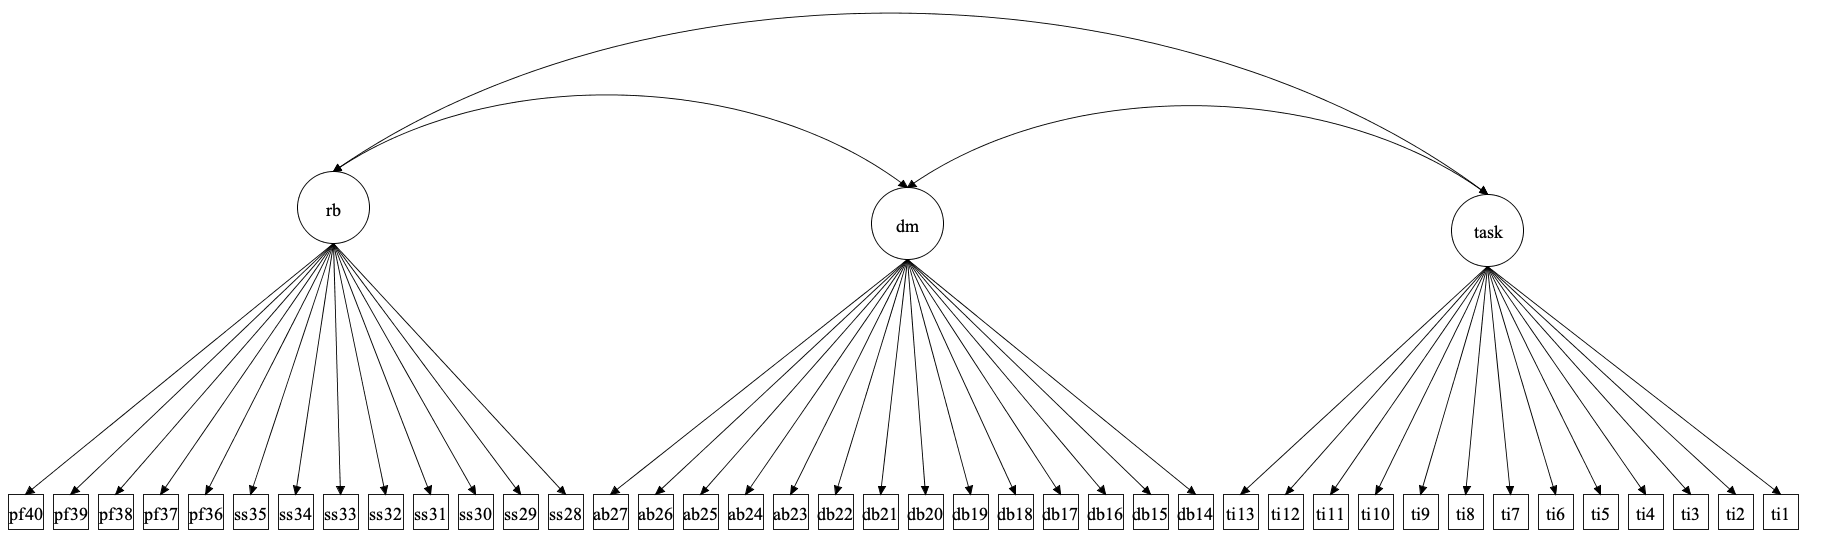 rb
dm
task
pf40 pf39 pf38 pf37 pf36 ss35 ss34 ss33 ss32 ss31 ss30 ss29 ss28 ab27 ab26 ab25 ab24 ab23 db22 db21 db20 db19 db18 db17 db16 db15 db14 ti13 ti12 ti11 ti10 ti9 ti8 ti7 ti6 ti5 ti4 ti3 ti2 ti1